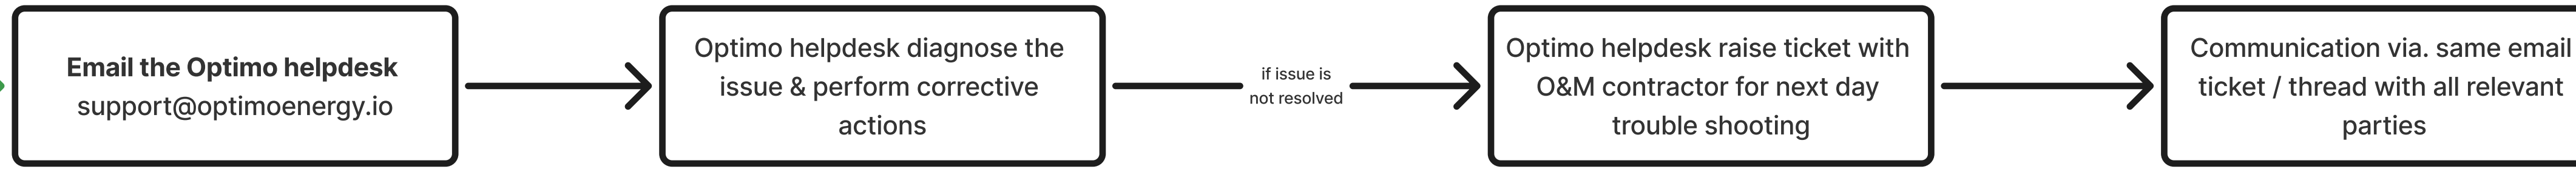 Email the Optimo helpdesk
support@optimoenergy.io
Optimo helpdesk diagnose the
issue & perform corrective
actions
if issue is
not resolved
Optimo helpdesk raise ticket with
O&M contractor for next day
trouble shooting
Communication via. same email
ticket / thread with all relevant
parties